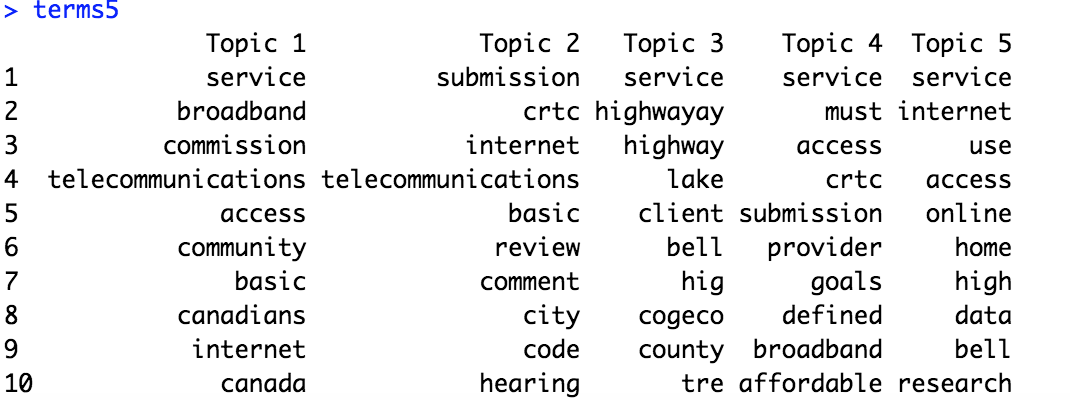 > terms5
Topic 1 Topic 2 Topic 3 Topic 4 Topic 5
1 service submission service service service
2 broadband crtc highwayay must internet
3 commission internet highway access use
4 telecommunications telecommunications lake crtc access
5 access basic client submission online
6 community review bell provider home
7 basic comment hig goals high
8 canadians city cogeco defined data
9 internet code county broadband bell
10 canada hearing tre affordable research